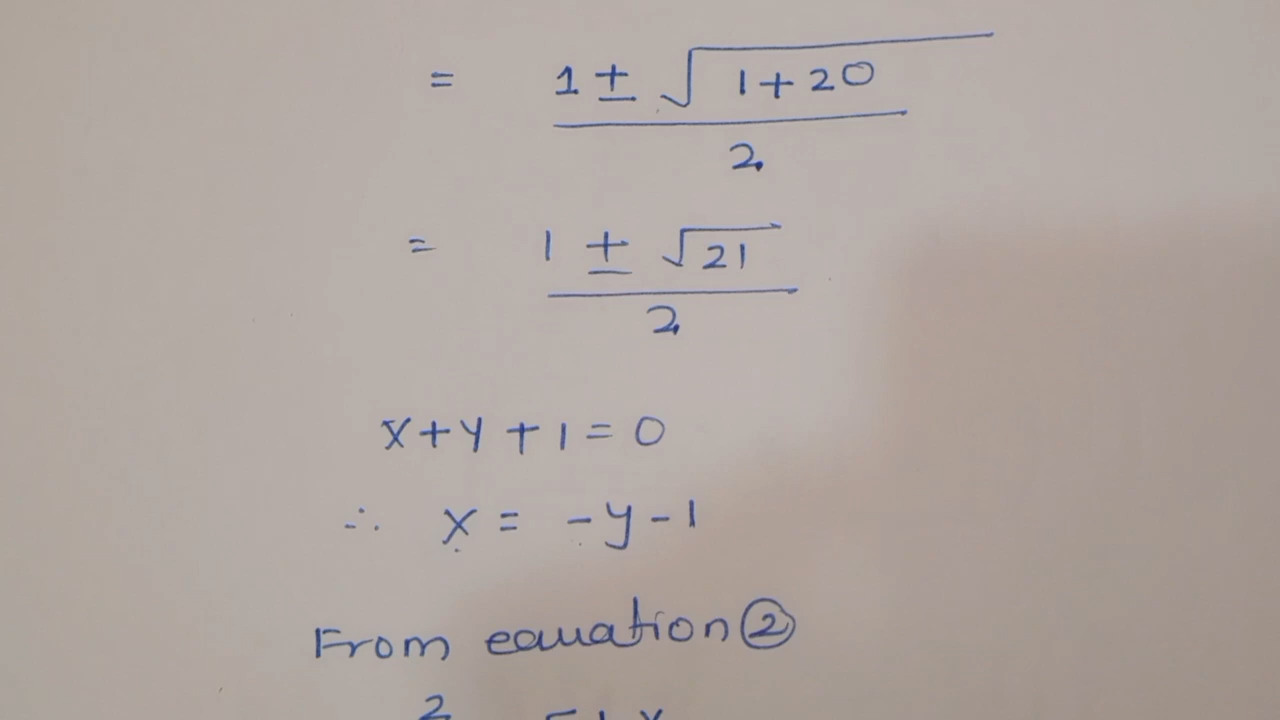 = 1 ± √(1+20) / 2
= 1 ± √21 / 2
x+y+1=0
∴ x = -y-1
From equation ②